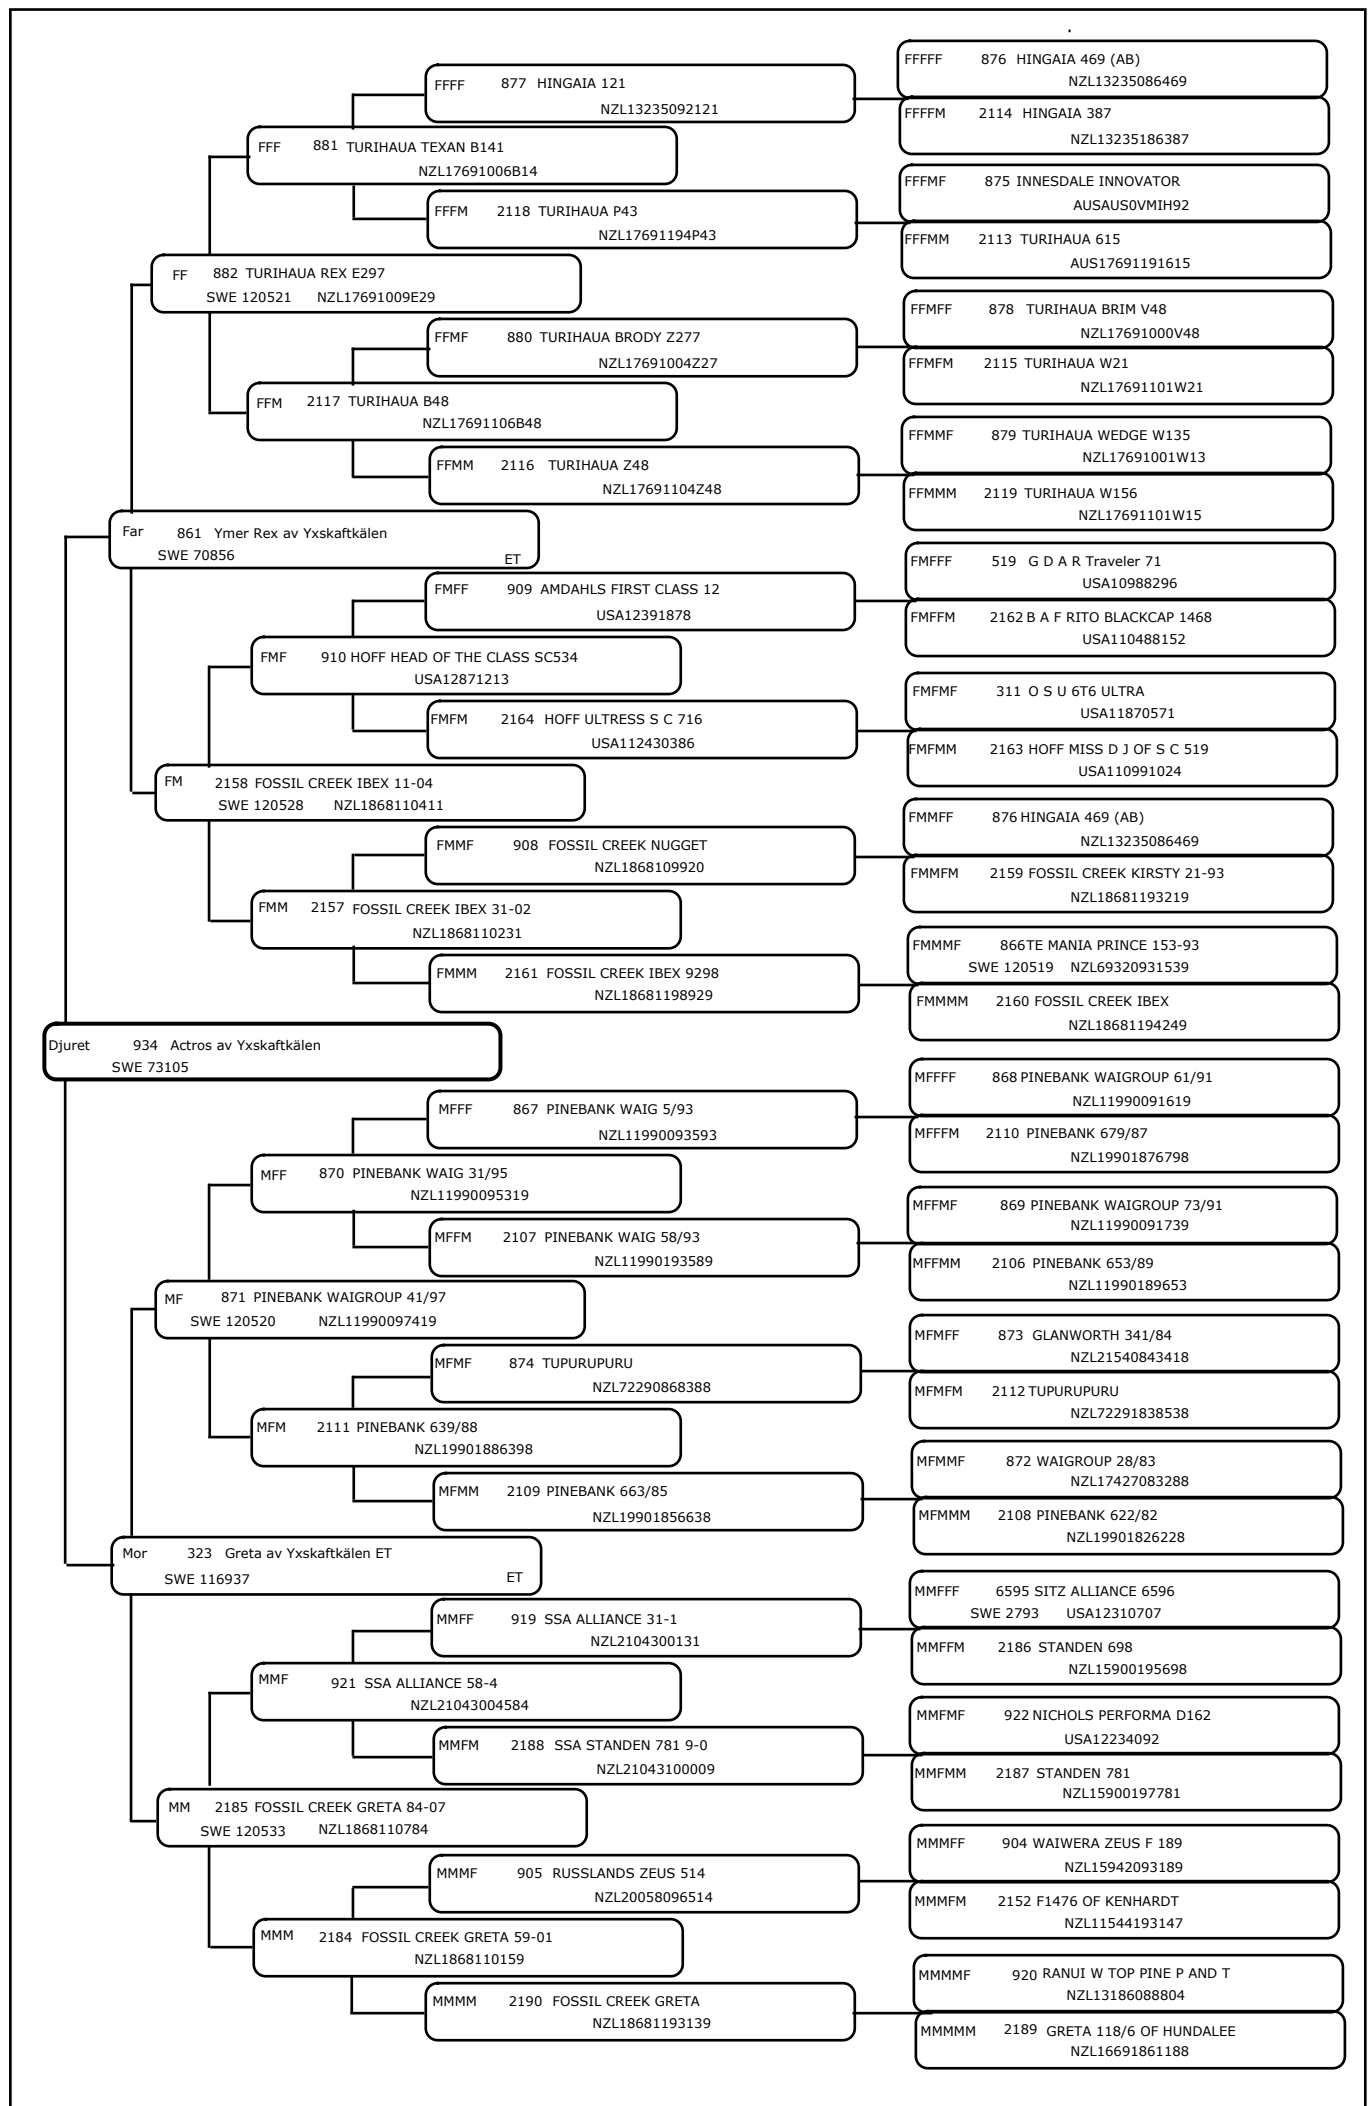 FFFFF 876 HINGAIA 469 (AB)
NZL13235086469
FFFF 877 HINGAIA 121
NZL13235092121
FFFFM 2114 HINGAIA 387
NZL13235186387
FFF 881 TURIHAUA TEXAN B141
NZL17691006B14
FFFMF 875 INNESDALE INNOVATOR
AUSAUS0VMIH92
FFFM 2118 TURIHAUA P43
NZL17691194P43
FFFMM 2113 TURIHAUA 615
AUS17691191615
FF 882 TURIHAUA REX E297
SWE 120521 NZL17691009E29
FFMFF 878 TURIHAUA BRIM V48
NZL17691000V48
FFMF 880 TURIHAUA BRODY Z277
NZL17691004Z27
FFMFM 2115 TURIHAUA W21
NZL17691101W21
FFM 2117 TURIHAUA B48
NZL17691106B48
FFMMF 879 TURIHAUA WEDGE W135
NZL17691001W13
FFMM 2116 TURIHAUA Z48
NZL17691104Z48
FFMMM 2119 TURIHAUA W156
NZL17691101W15
Far 861 Ymer Rex av Yxskaftkälen
SWE 70856 ET
FMFFF 519 G D A R Traveler 71
USA10988296
FMFF 909 AMDAHLS FIRST CLASS 12
USA12391878
FMFFM 2162 B A F RITO BLACKCAP 1468
USA110488152
FMF 910 HOFF HEAD OF THE CLASS SC534
USA12871213
FMFMF 311 O S U 6T6 ULTRA
USA11870571
FMFM 2164 HOFF ULTRESS S C 716
USA112430386
FMFMM 2163 HOFF MISS D J OF S C 519
USA110991024
FM 2158 FOSSIL CREEK IBEX 11-04
SWE 120528 NZL1868110411
FMMFF 876 HINGAIA 469 (AB)
NZL13235086469
FMMF 908 FOSSIL CREEK NUGGET
NZL1868109920
FMMFM 2159 FOSSIL CREEK KIRSTY 21-93
NZL18681193219
FMM 2157 FOSSIL CREEK IBEX 31-02
NZL1868110231
FMMMF 866TE MANIA PRINCE 153-93
SWE 120519 NZL69320931539
FMMM 2161 FOSSIL CREEK IBEX 9298
NZL18681198929
FMMMM 2160 FOSSIL CREEK IBEX
NZL18681194249
Djuret 934 Actros av Yxskaftkälen
SWE 73105
MFFFF 868 PINEBANK WAIGROUP 61/91
NZL11990091619
MFFF 867 PINEBANK WAIG 5/93
NZL11990093593
MFFFM 2110 PINEBANK 679/87
NZL19901876798
MFF 870 PINEBANK WAIG 31/95
NZL11990095319
MFFMF 869 PINEBANK WAIGROUP 73/91
NZL11990091739
MFFM 2107 PINEBANK WAIG 58/93
NZL11990193589
MFFMM 2106 PINEBANK 653/89
NZL11990189653
MF 871 PINEBANK WAIGROUP 41/97
SWE 120520 NZL11990097419
MFMFF 873 GLANWORTH 341/84
NZL21540843418
MFMF 874 TUPURUPURU
NZL72290868388
MFMFM 2112 TUPURUPURU
NZL72291838538
MFM 2111 PINEBANK 639/88
NZL19901886398
MFMMF 872 WAIGROUP 28/83
NZL17427083288
MFMM 2109 PINEBANK 663/85
NZL19901856638
MFMMM 2108 PINEBANK 622/82
NZL19901826228
Mor 323 Greta av Yxskaftkälen ET
SWE 116937 ET
MMFFF 6595 SITZ ALLIANCE 6596
SWE 2793 USA12310707
MMFF 919 SSA ALLIANCE 31-1
NZL2104300131
MMFFM 2186 STANDEN 698
NZL15900195698
MMF 921 SSA ALLIANCE 58-4
NZL21043004584
MMFMF 922 NICHOLS PERFORMA D162
USA12234092
MMFM 2188 SSA STANDEN 781 9-0
NZL21043100009
MMFMM 2187 STANDEN 781
NZL15900197781
MM 2185 FOSSIL CREEK GRETA 84-07
SWE 120533 NZL1868110784
MMMFF 904 WAIWERA ZEUS F 189
NZL15942093189
MMMF 905 RUSSLANDS ZEUS 514
NZL20058096514
MMMFM 2152 F1476 OF KENHARDT
NZL11544193147
MMM 2184 FOSSIL CREEK GRETA 59-01
NZL1868110159
MMMMF 920 RANUI W TOP PINE P AND T
NZL13186088804
MMMM 2190 FOSSIL CREEK GRETA
NZL18681193139
MMMMM 2189 GRETA 118/6 OF HUNDALEE
NZL16691861188